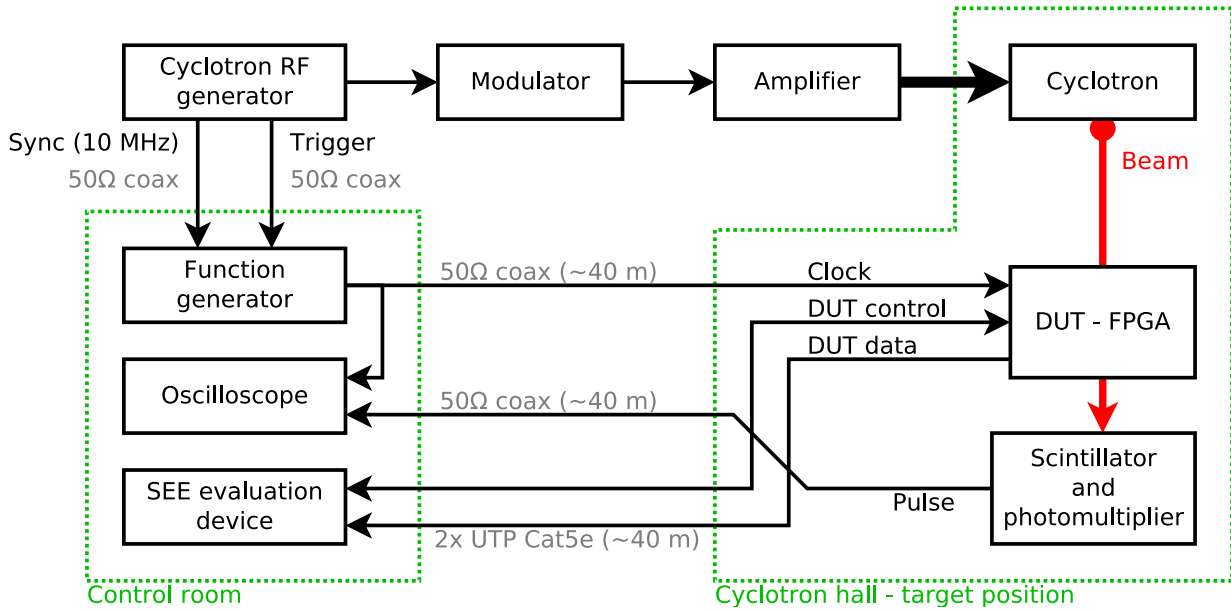 Cyclotron RF
generator
Modulator
Amplifier
Cyclotron
Sync (10 MHz)
50Ω coax
Trigger
50Ω coax
Beam
Function
generator
50Ω coax (~40 m)
Clock
DUT control
DUT data
DUT - FPGA
Oscilloscope
50Ω coax (~40 m)
SEE evaluation
device
Pulse
Scintillator
and
photomultiplier
2x UTP Cat5e (~40 m)
Control room
Cyclotron hall - target position